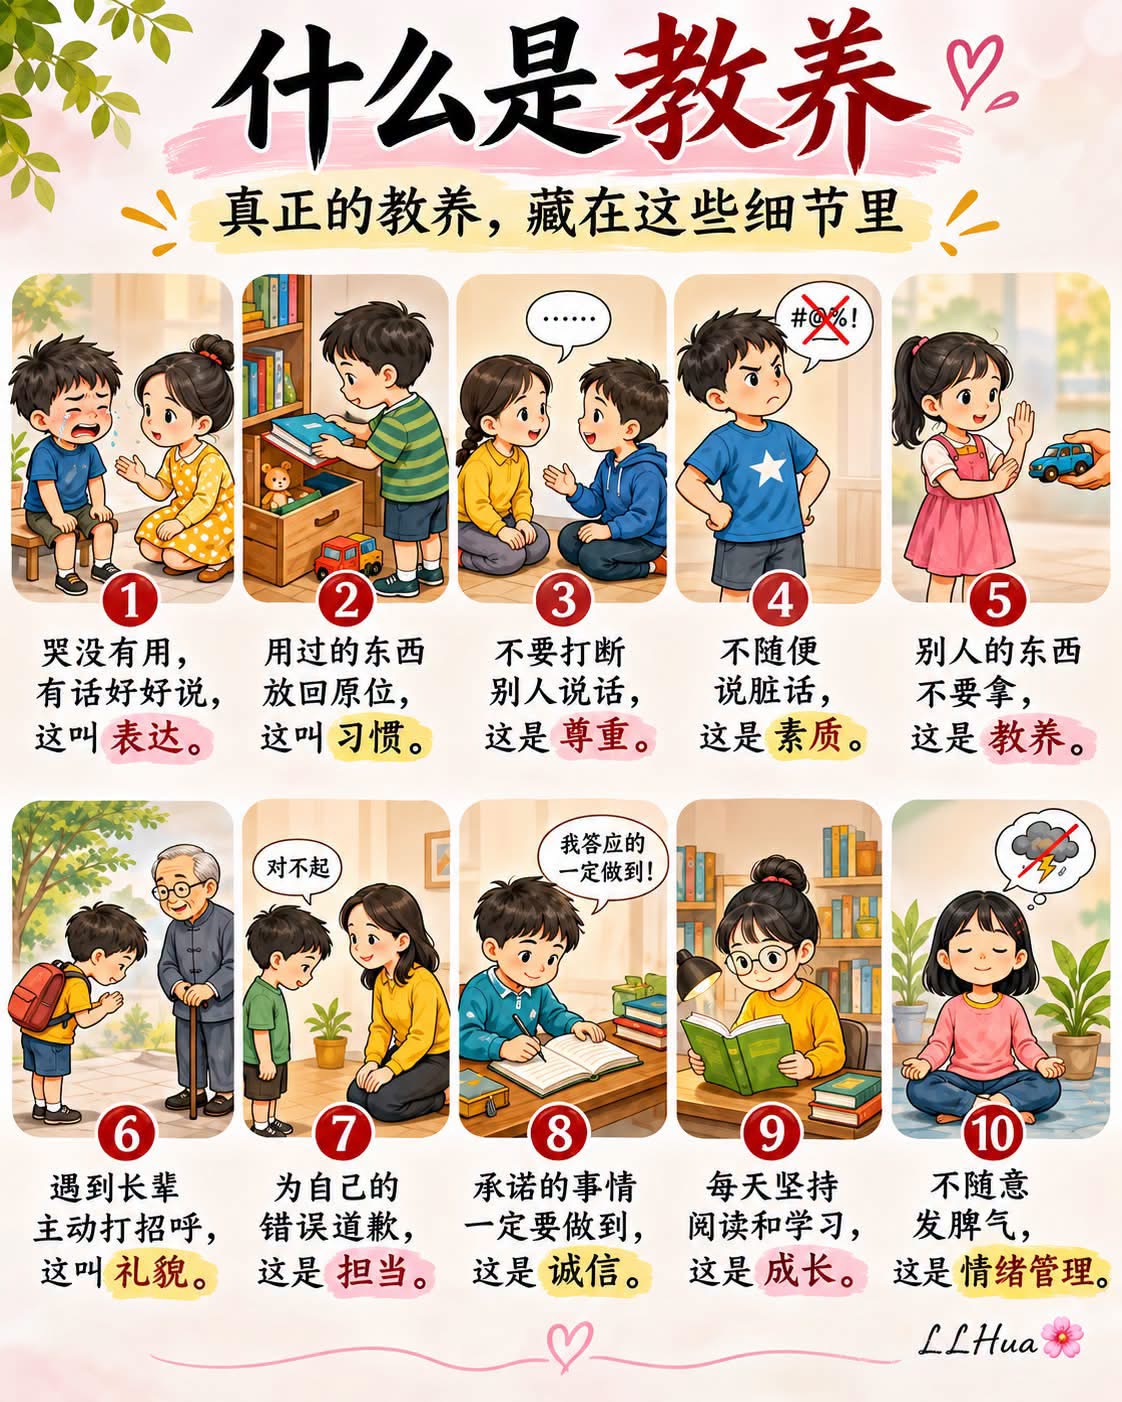 什么是教养
真正的教养，藏在这些细节里
……
#@%!
1
哭没有用，
有话好好说，
这叫表达。
2
用过的东西
放回原位，
这叫习惯。
3
不要打断
别人说话，
这是尊重。
4
不随便
说脏话，
这是素质。
5
别人的东西
不要拿，
这是教养。
对不起
我答应的
一定做到！
6
遇到长辈
主动打招呼，
这叫礼貌。
7
为自己的
错误道歉，
这是担当。
8
承诺的事情
一定要做到，
这是诚信。
9
每天坚持
阅读和学习，
这是成长。
10
不随意
发脾气，
这是情绪管理。
LLHua